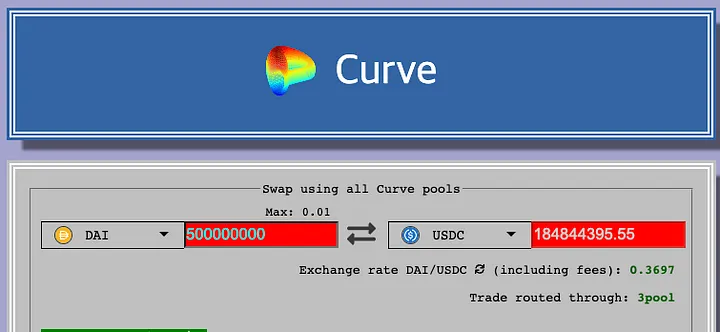 Curve
Swap using all Curve pools
Max: 0.01
DAI 500000000 USDC 184844395.55
Exchange rate DAI/USDC (including fees): 0.3697
Trade routed through: 3pool